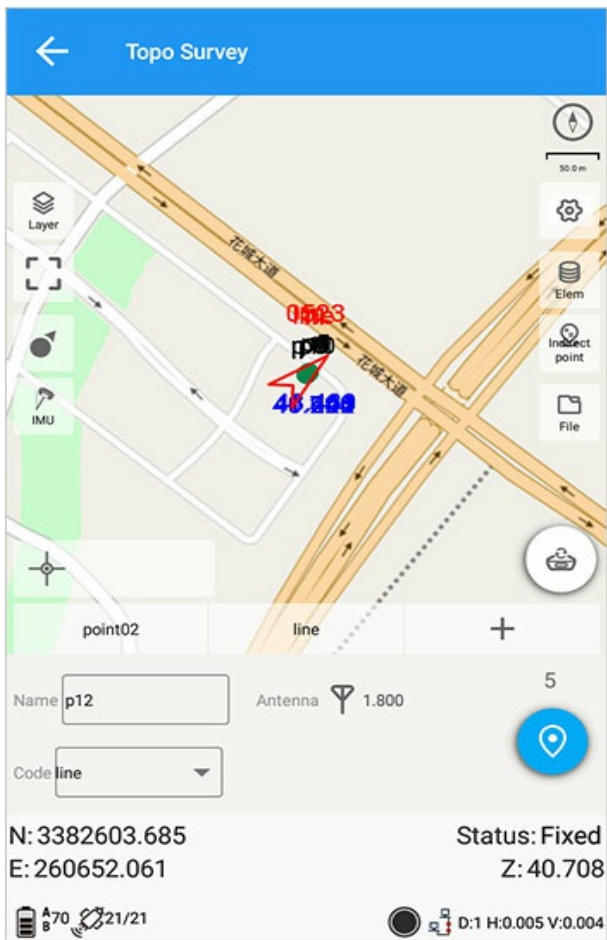 Topo Survey
50.0 m
Layer
花城大道
Elem
Indirect
point
花城大道
IMU
File
point02
line
+
5
Name
p12
Antenna
1.800
Code
line
N: 3382603.685
Status: Fixed
E: 260652.061
Z: 40.708
A
B
70
21/21
D:1 H:0.005 V:0.004